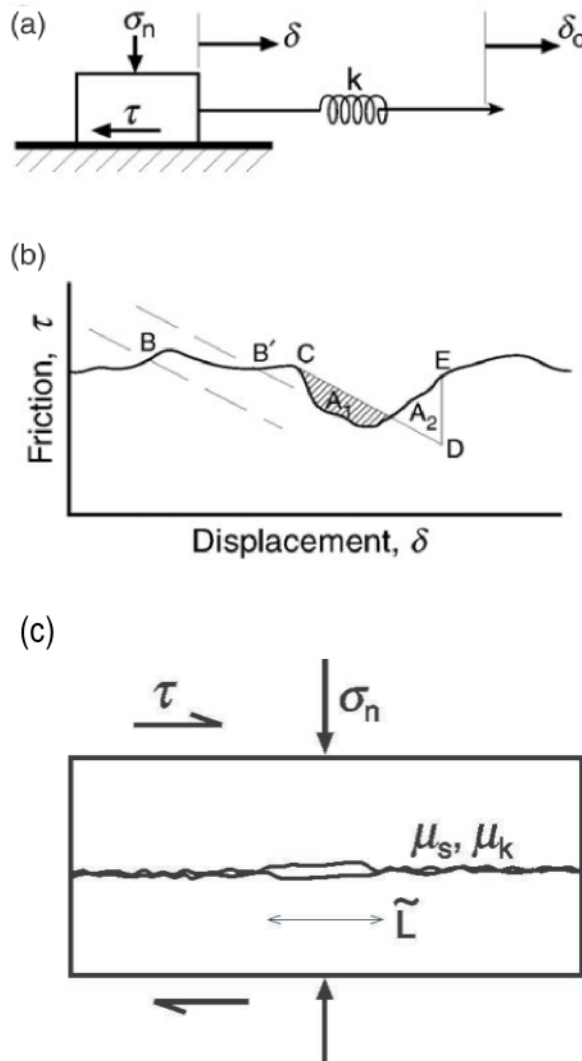 (a)
σn
δ
δo
k
τ
(b)
Friction, τ
B
B′
C
E
A1
A2
D
Displacement, δ
(c)
τ
σn
μs, μk
L̃